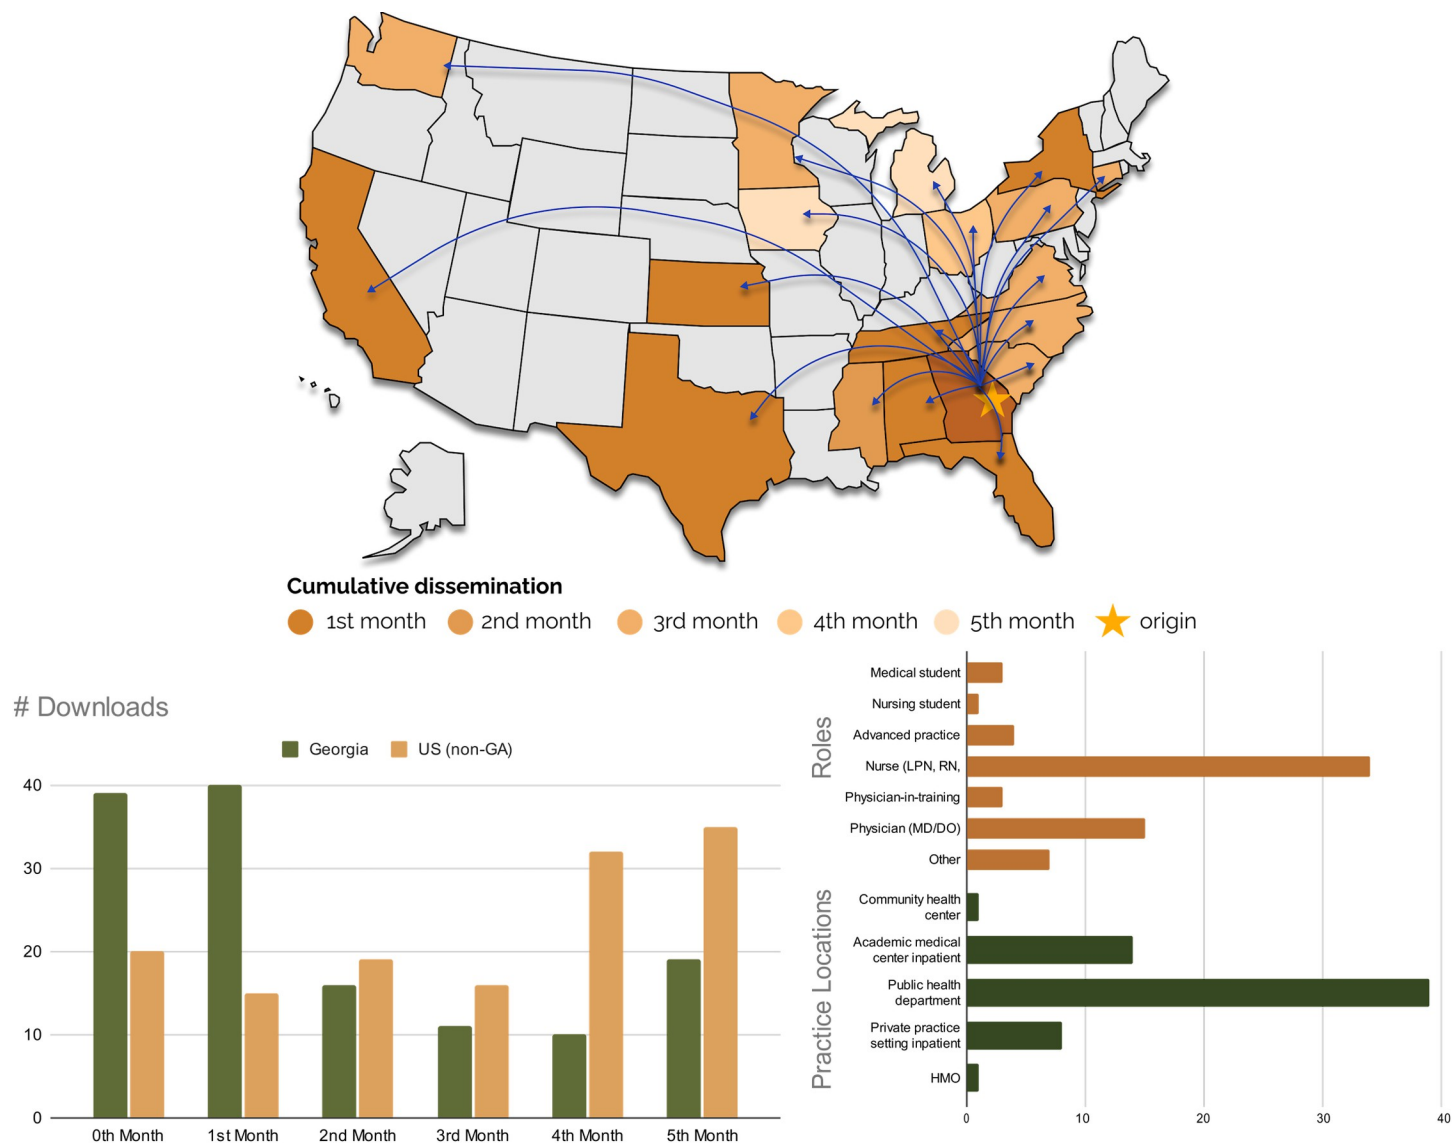 Cumulative dissemination
1st month
2nd month
3rd month
4th month
5th month
origin
# Downloads
Georgia
US (non-GA)
40
30
20
10
0
0th Month
1st Month
2nd Month
3rd Month
4th Month
5th Month
Roles
Medical student
Nursing student
Advanced practice
Nurse (LPN, RN,
Physician-in-training
Physician (MD/DO)
Other
Practice Locations
Community health
center
Academic medical
center inpatient
Public health
department
Private practice
setting inpatient
HMO
0
10
20
30
40